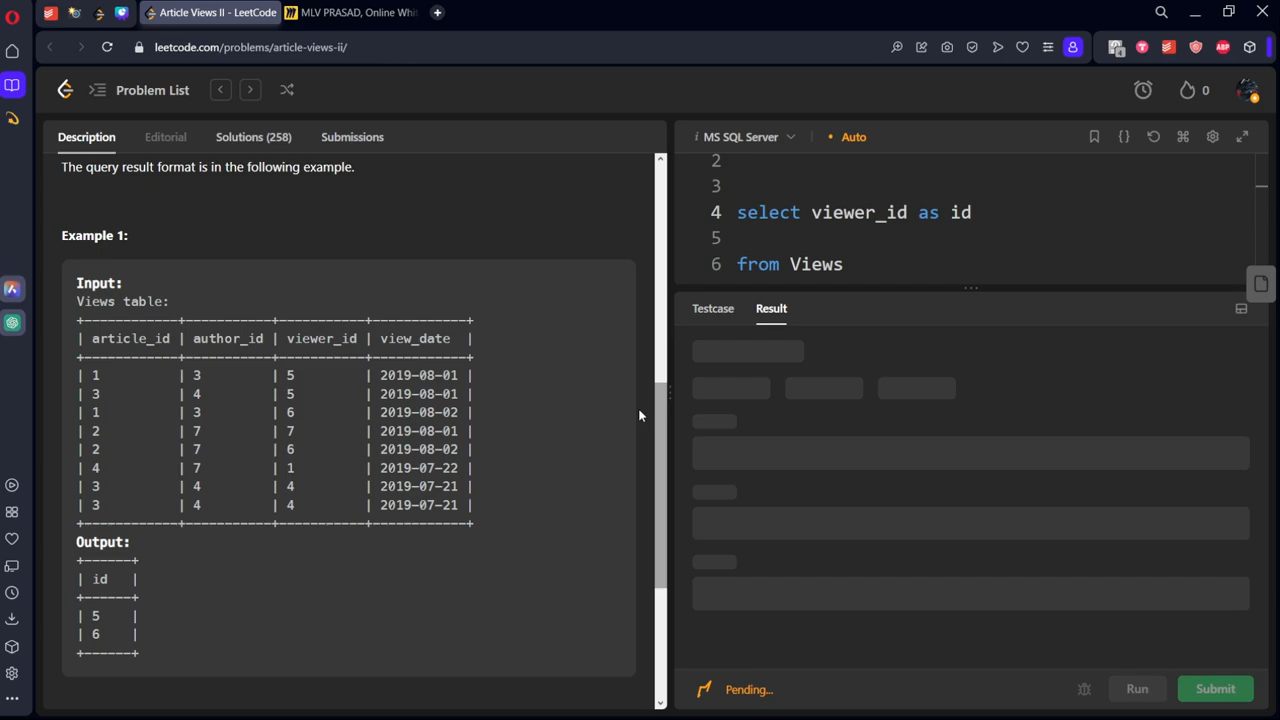 Article Views II - LeetCode
MLV PRASAD, Online Whit
leetcode.com/problems/article-views-ii/
ABP
Problem List
0
Description Editorial Solutions (258) Submissions
i MS SQL Server • Auto
The query result format is in the following example.
Example 1:
Input:
Views table:
+------------+-----------+-----------+------------+
| article_id | author_id | viewer_id | view_date |
+------------+-----------+-----------+------------+
| 1 | 3 | 5 | 2019-08-01 |
| 3 | 4 | 5 | 2019-08-01 |
| 1 | 3 | 6 | 2019-08-02 |
| 2 | 7 | 7 | 2019-08-01 |
| 2 | 7 | 6 | 2019-08-02 |
| 4 | 7 | 1 | 2019-07-22 |
| 3 | 4 | 4 | 2019-07-21 |
| 3 | 4 | 4 | 2019-07-21 |
+------------+-----------+-----------+------------+
Output:
+------+
| id |
+------+
| 5 |
| 6 |
+------+
2
3
4 select viewer_id as id
5
6 from Views
Testcase Result
Pending...
Run Submit